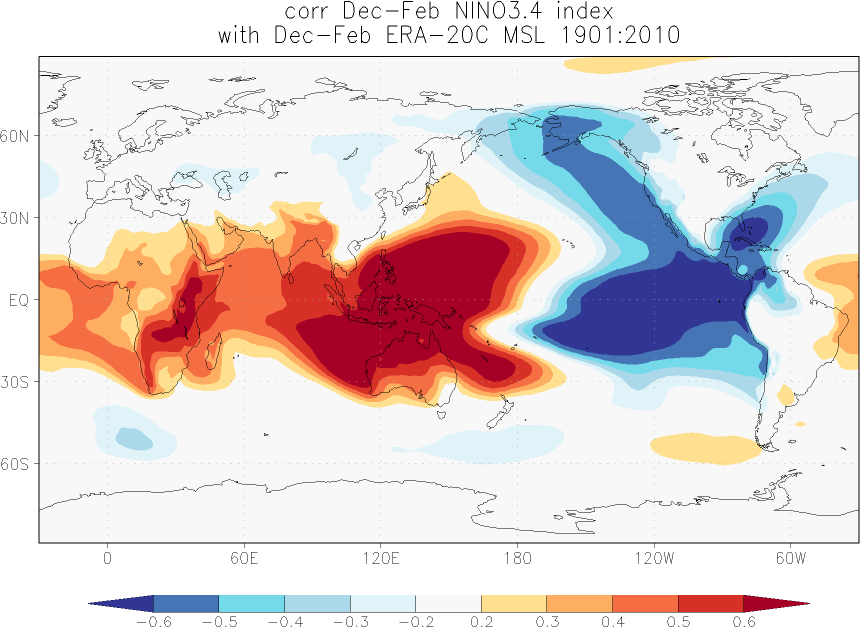 corr Dec-Feb NINO3.4 index
with Dec-Feb ERA-20C MSL 1901:2010
60N
30N
EQ
30S
60S
0 60E 120E 180 120W 60W
-0.6 -0.5 -0.4 -0.3 -0.2 0.2 0.3 0.4 0.5 0.6